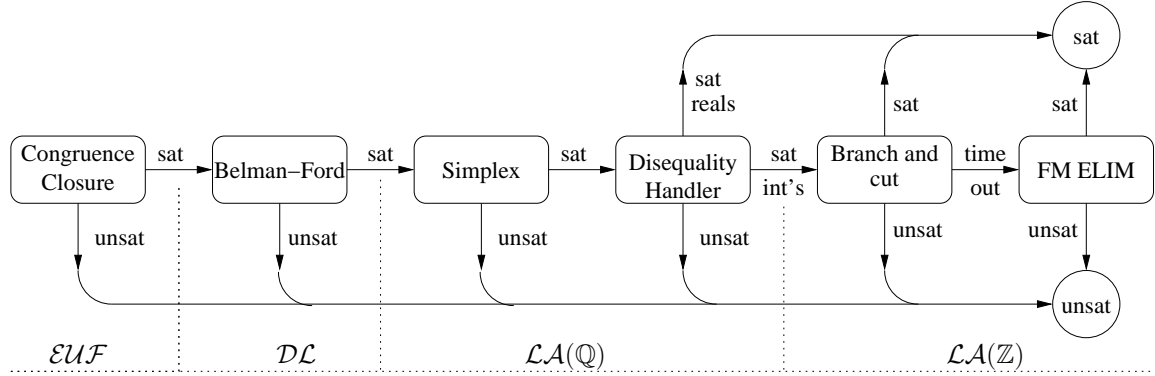 sat
sat
reals
sat
sat
Congruence
Closure
sat
Belman–Ford
sat
Simplex
sat
Disequality
Handler
sat
int's
Branch and
cut
time
out
FM ELIM
unsat
unsat
unsat
unsat
unsat
unsat
unsat
ℰ𝒰ℱ
𝒟ℒ
ℒ𝒜(ℚ)
ℒ𝒜(ℤ)